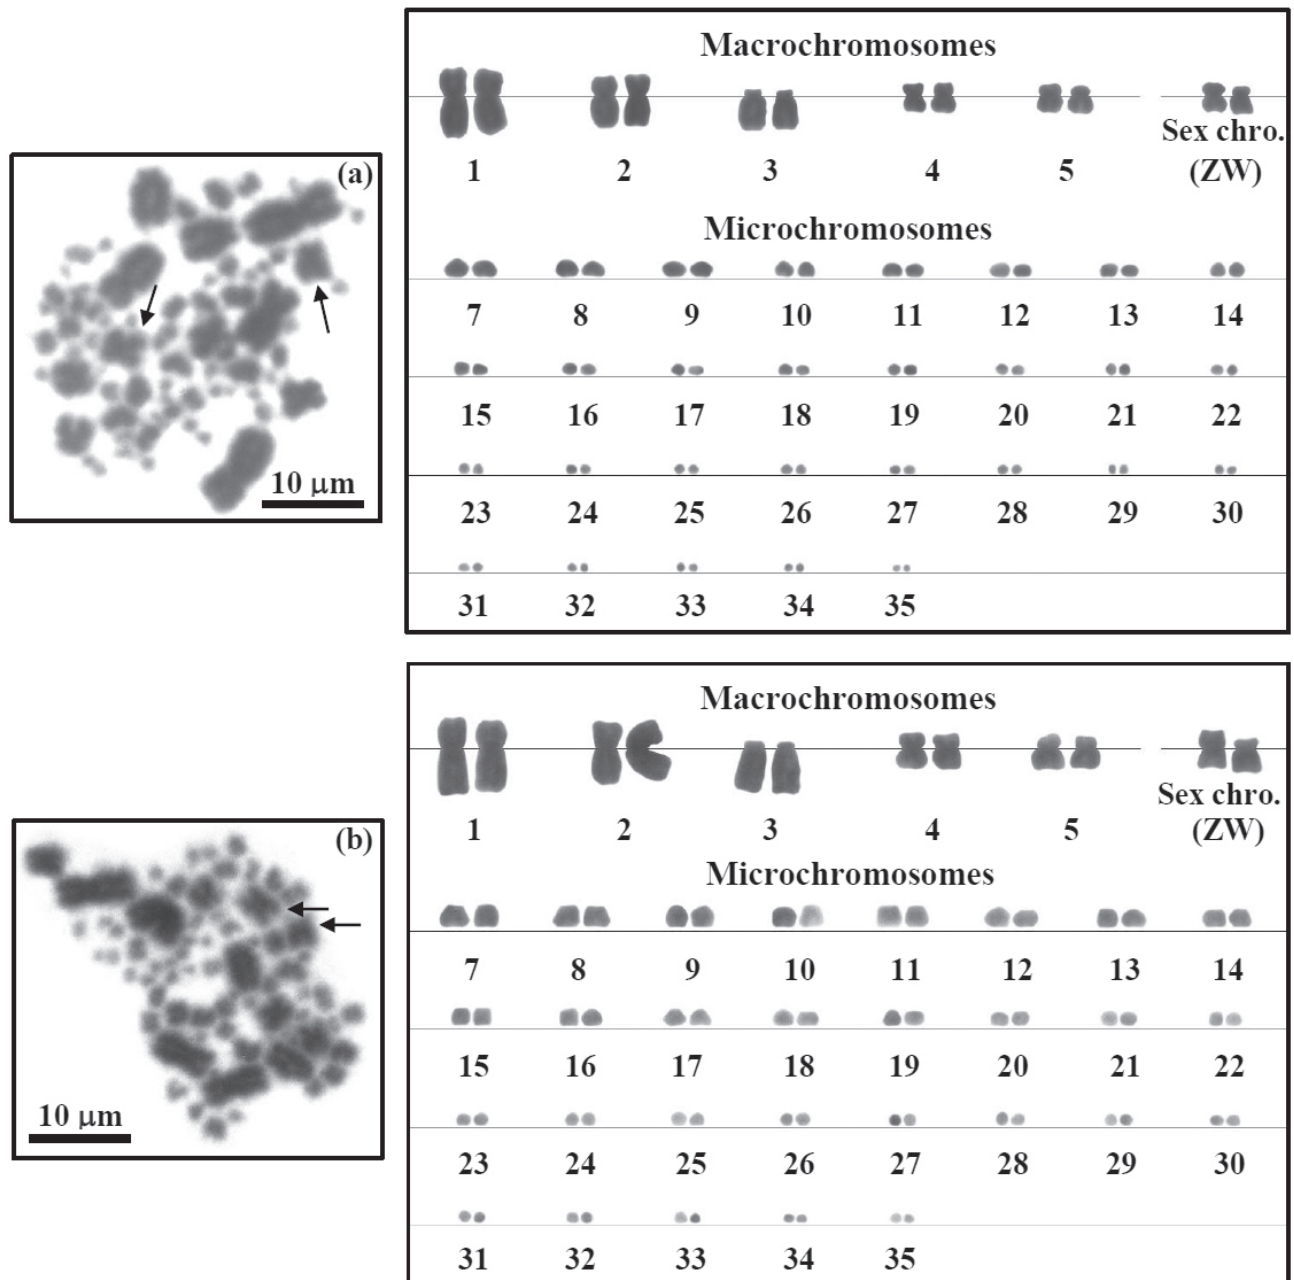 (a)
10 μm
Macrochromosomes
1 2 3 4 5
Sex chro.
(ZW)
Microchromosomes
7 8 9 10 11 12 13 14
15 16 17 18 19 20 21 22
23 24 25 26 27 28 29 30
31 32 33 34 35
(b)
10 μm
Macrochromosomes
Sex chro.
1 2 3 4 5 (ZW)
Microchromosomes
7 8 9 10 11 12 13 14
15 16 17 18 19 20 21 22
23 24 25 26 27 28 29 30
31 32 33 34 35